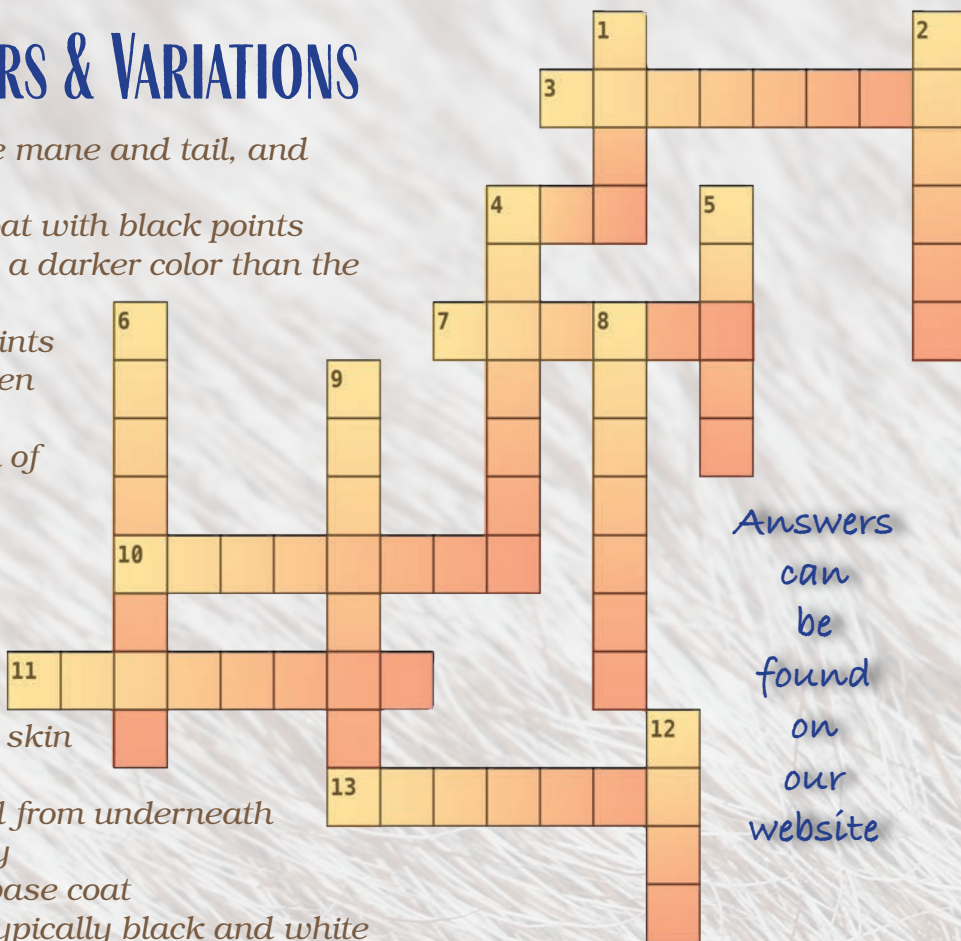 RS & VARIATIONS
e mane and tail, and
at with black points
a darker color than the
ints
en
of
skin
from underneath
y
base coat
ypically black and white
1
2
3
4
5
6
7
8
9
10
11
12
13
Answers
can
be
found
on
our
website